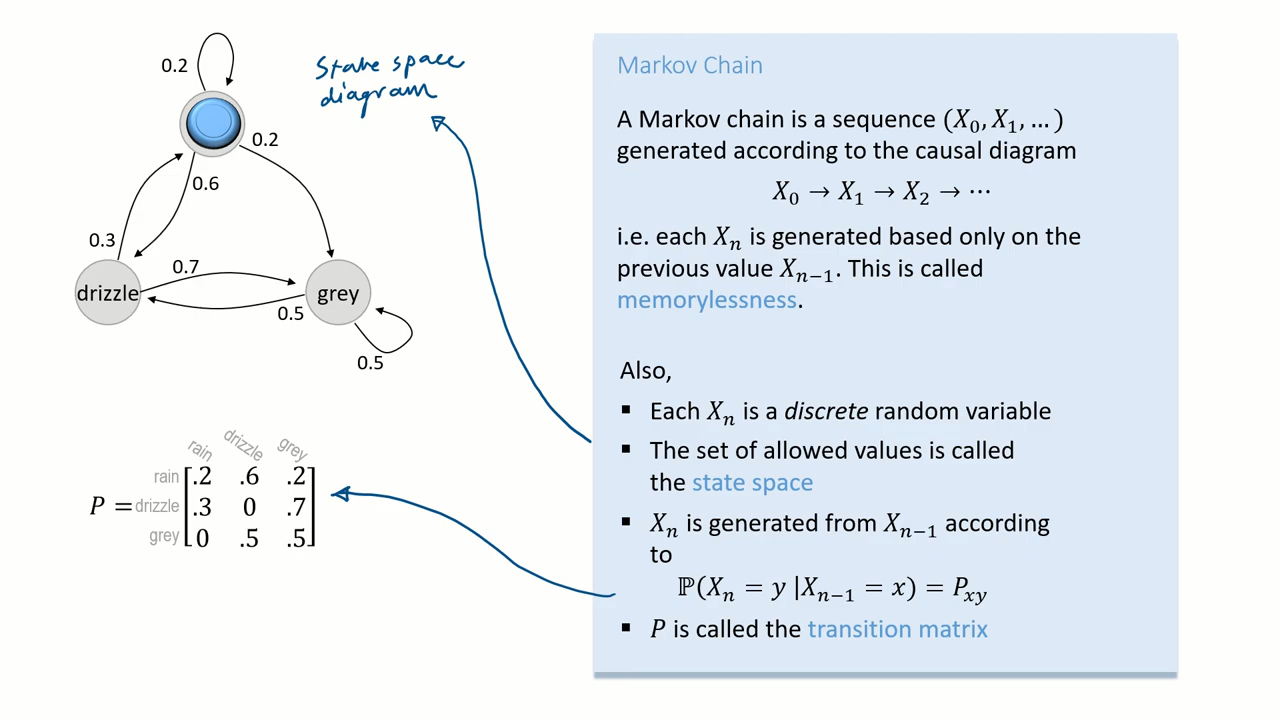 0.2
State space
diagram
0.2
0.6
0.3
0.7
drizzle
grey
0.5
0.5
rain drizzle grey
rain [.2 .6 .2]
P = drizzle [.3 0 .7]
grey [0 .5 .5]
Markov Chain
A Markov chain is a sequence (X₀, X₁, … )
generated according to the causal diagram
X₀ → X₁ → X₂ → ⋯
i.e. each Xₙ is generated based only on the
previous value Xₙ₋₁. This is called
memorylessness.
Also,
▪ Each Xₙ is a discrete random variable
▪ The set of allowed values is called
the state space
▪ Xₙ is generated from Xₙ₋₁ according
to
ℙ(Xₙ = y |Xₙ₋₁ = x) = P_xy
▪ P is called the transition matrix